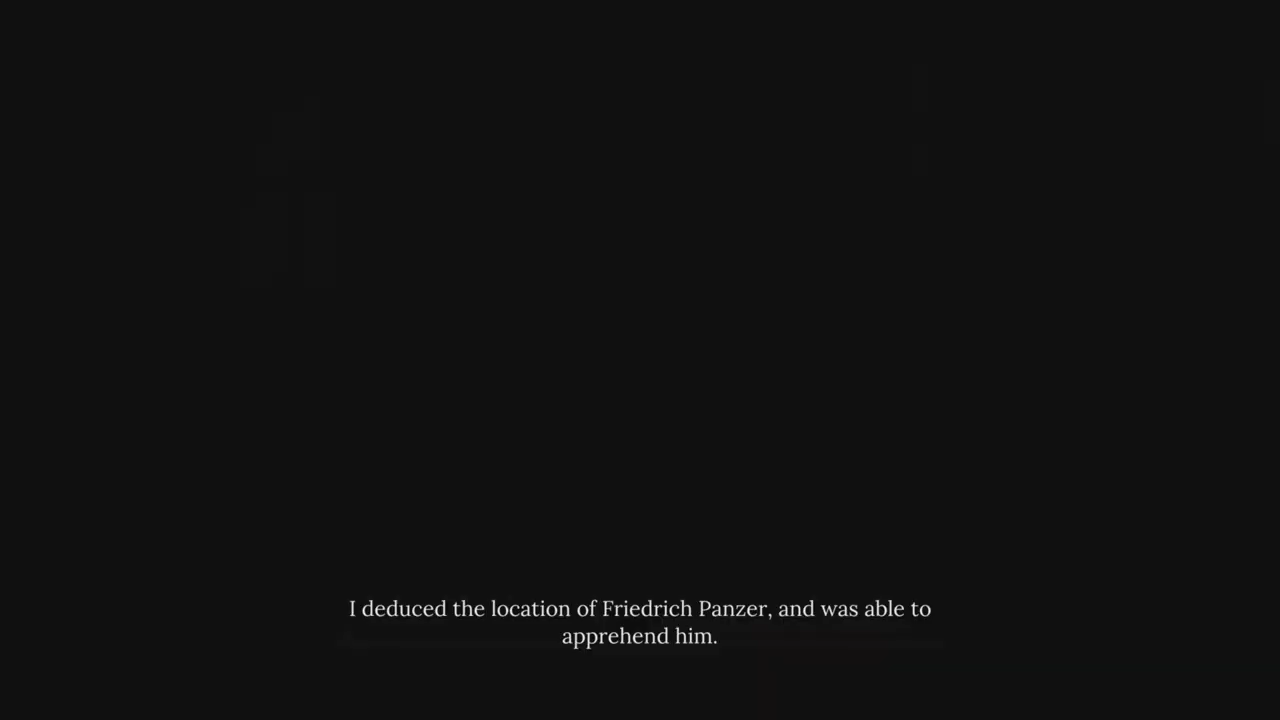 I deduced the location of Friedrich Panzer, and was able to
apprehend him.